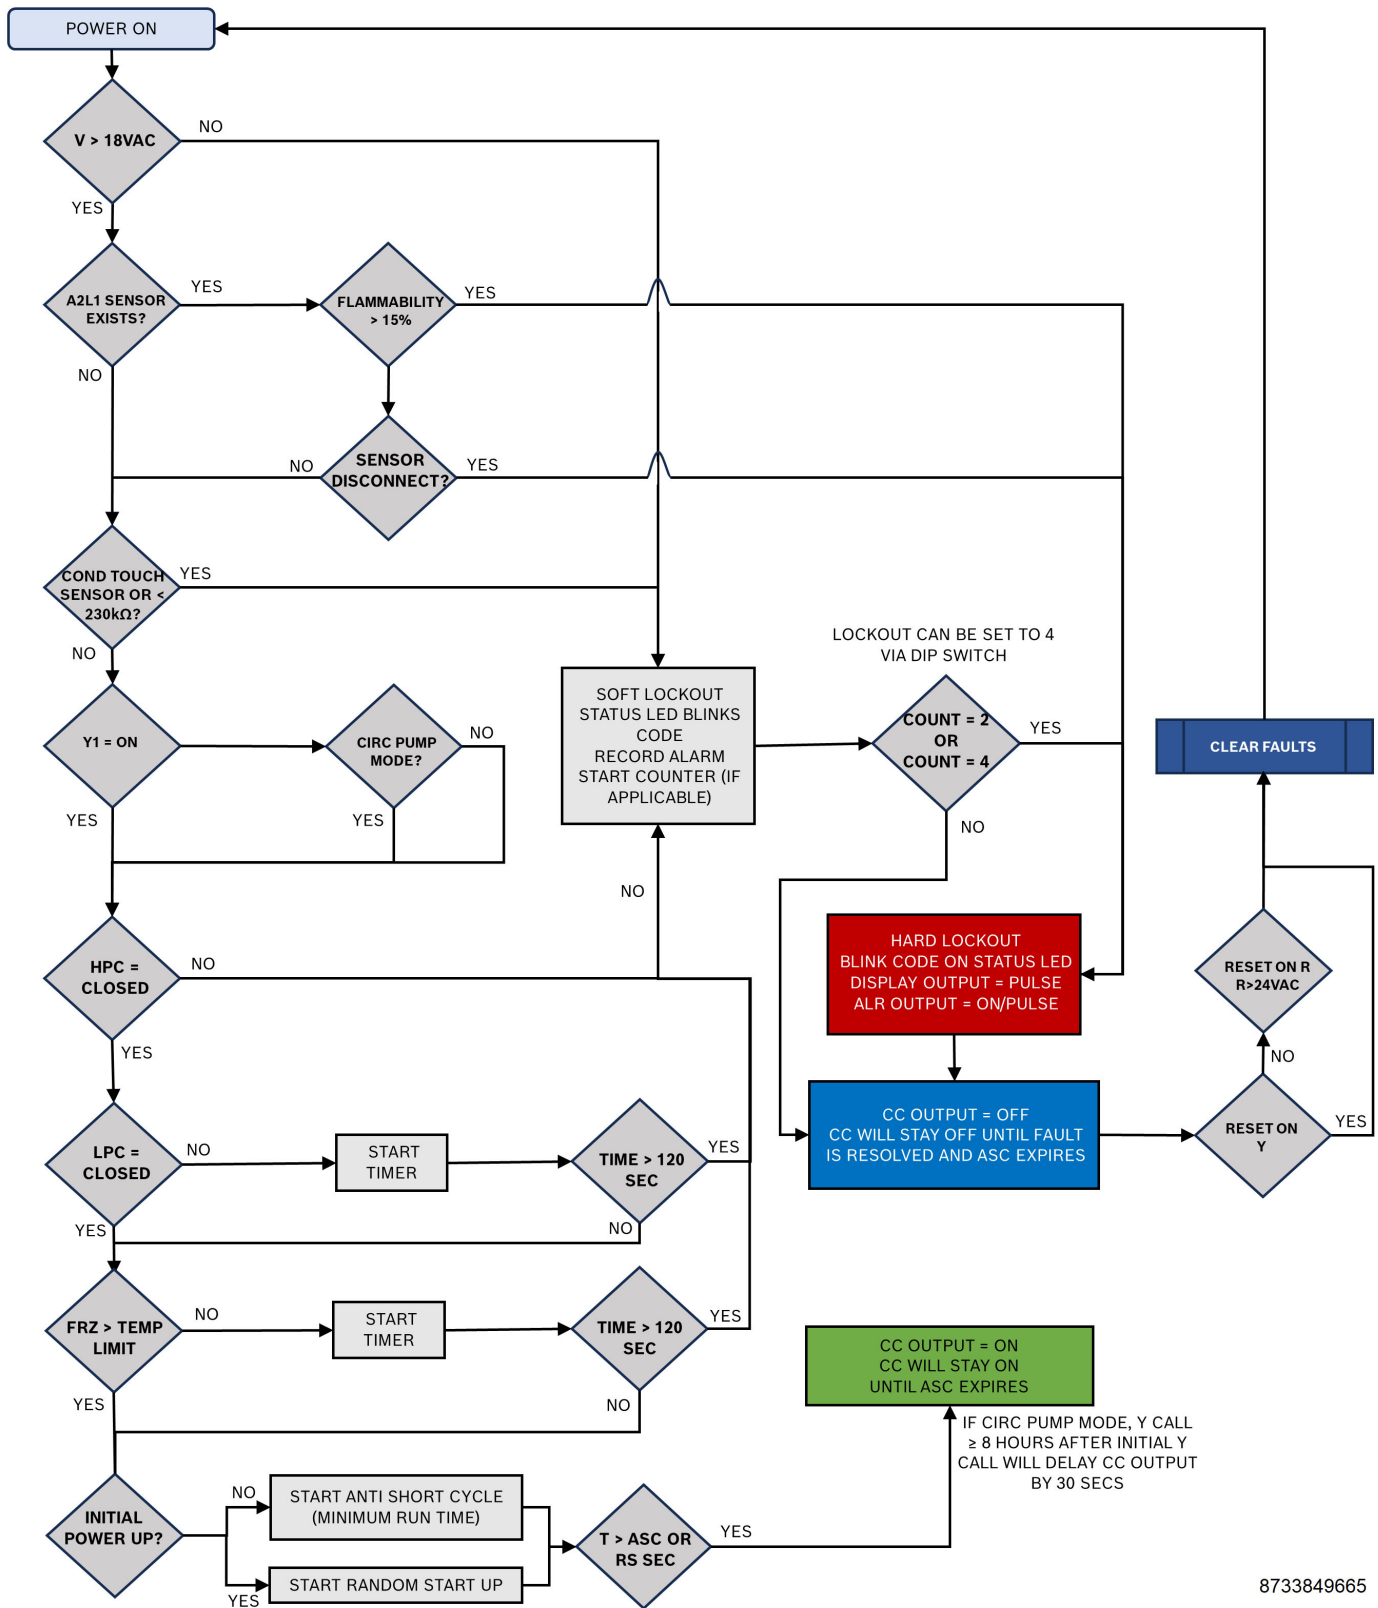 POWER ON
V > 18VAC
NO
YES
A2L1 SENSOR
EXISTS?
YES
NO
FLAMMABILITY
> 15%
YES
SENSOR
DISCONNECT?
NO
YES
COND TOUCH
SENSOR OR <
230kΩ?
YES
NO
Y1 = ON
YES
CIRC PUMP
MODE?
NO
YES
SOFT LOCKOUT
STATUS LED BLINKS
CODE
RECORD ALARM
START COUNTER (IF
APPLICABLE)
LOCKOUT CAN BE SET TO 4
VIA DIP SWITCH
COUNT = 2
OR
COUNT = 4
YES
NO
CLEAR FAULTS
HPC =
CLOSED
NO
NO
YES
HARD LOCKOUT
BLINK CODE ON STATUS LED
DISPLAY OUTPUT = PULSE
ALR OUTPUT = ON/PULSE
RESET ON R
R>24VAC
NO
CC OUTPUT = OFF
CC WILL STAY OFF UNTIL FAULT
IS RESOLVED AND ASC EXPIRES
RESET ON
Y
YES
LPC =
CLOSED
NO
YES
START
TIMER
TIME > 120
SEC
YES
NO
FRZ > TEMP
LIMIT
NO
YES
START
TIMER
TIME > 120
SEC
YES
NO
CC OUTPUT = ON
CC WILL STAY ON
UNTIL ASC EXPIRES
IF CIRC PUMP MODE, Y CALL
≥ 8 HOURS AFTER INITIAL Y
CALL WILL DELAY CC OUTPUT
BY 30 SECS
INITIAL
POWER UP?
NO
YES
START ANTI SHORT CYCLE
(MINIMUM RUN TIME)
START RANDOM START UP
T > ASC OR
RS SEC
YES
8733849665